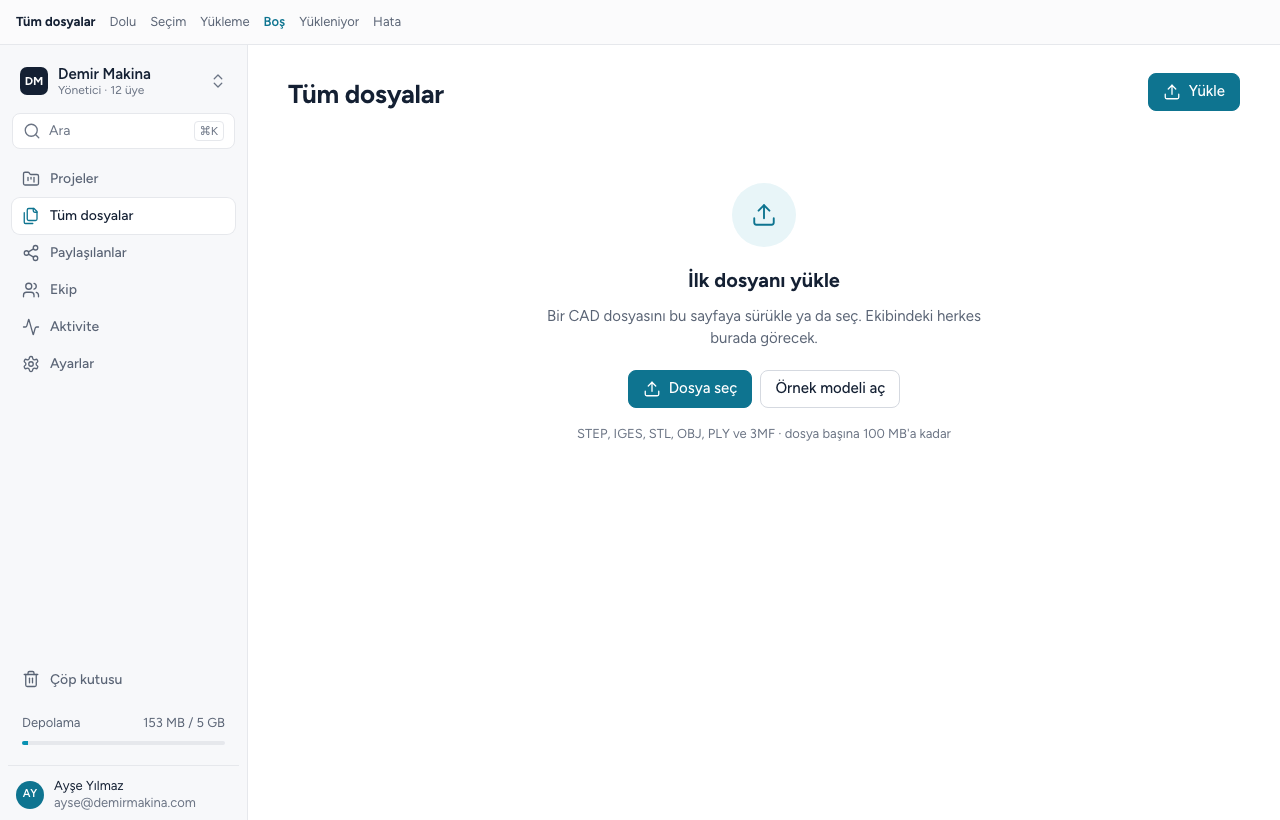 Tüm dosyalar Dolu Seçim Yükleme Boş Yükleniyor Hata
DM
Demir Makina
Yönetici · 12 üye
Ara ⌘K
Projeler
Tüm dosyalar
Paylaşılanlar
Ekip
Aktivite
Ayarlar
Çöp kutusu
Depolama 153 MB / 5 GB
AY
Ayşe Yılmaz
ayse@demirmakina.com
Tüm dosyalar
Yükle
İlk dosyanı yükle
Bir CAD dosyasını bu sayfaya sürükle ya da seç. Ekibindeki herkes
burada görecek.
Dosya seç
Örnek modeli aç
STEP, IGES, STL, OBJ, PLY ve 3MF · dosya başına 100 MB'a kadar